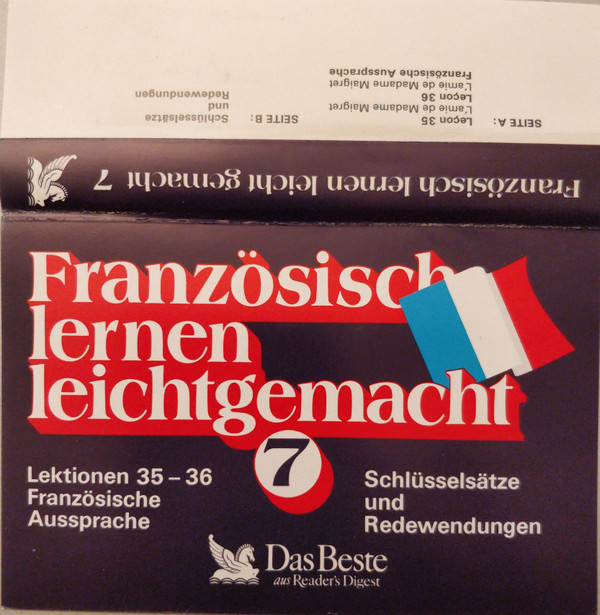 SEITE A:
Leçon 35
L'amie de Madame Maigret
Leçon 36
L'amie de Madame Maigret
Französische Aussprache
SEITE B:
Schlüsselsätze
und
Redewendungen
Französisch lernen leicht gemacht 7
Französisch
lernen
leichtgemacht
7
Lektionen 35 – 36
Französische
Aussprache
Schlüsselsätze
und
Redewendungen
Das Beste
aus Reader's Digest